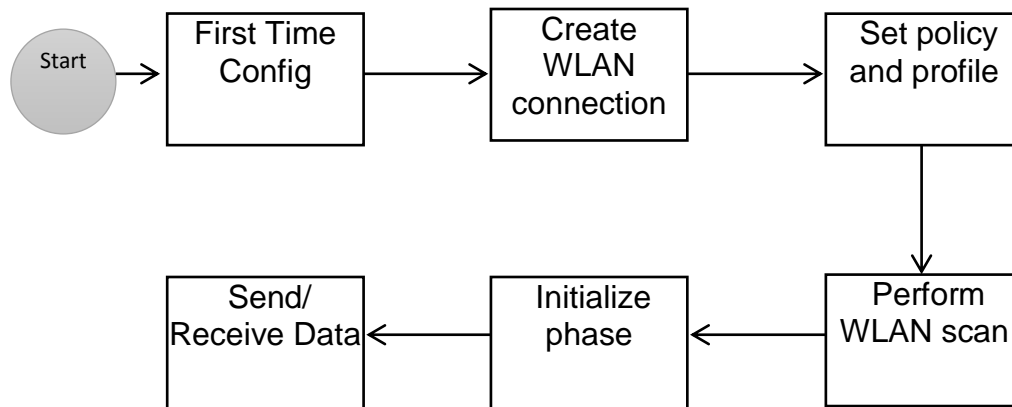 Start
First Time
Config
Create
WLAN
connection
Set policy
and profile
Perform
WLAN scan
Initialize
phase
Send/
Receive Data